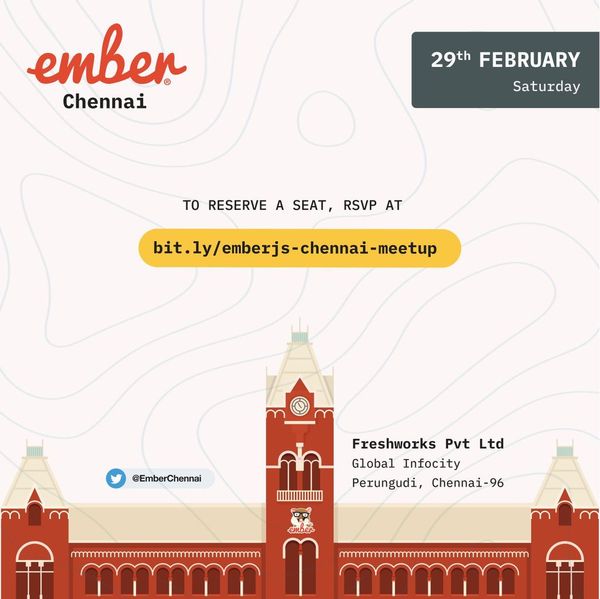 ember®
Chennai
29th FEBRUARY
Saturday
TO RESERVE A SEAT, RSVP AT
bit.ly/emberjs-chennai-meetup
Freshworks Pvt Ltd
Global Infocity
Perungudi, Chennai-96
@EmberChennai
ember